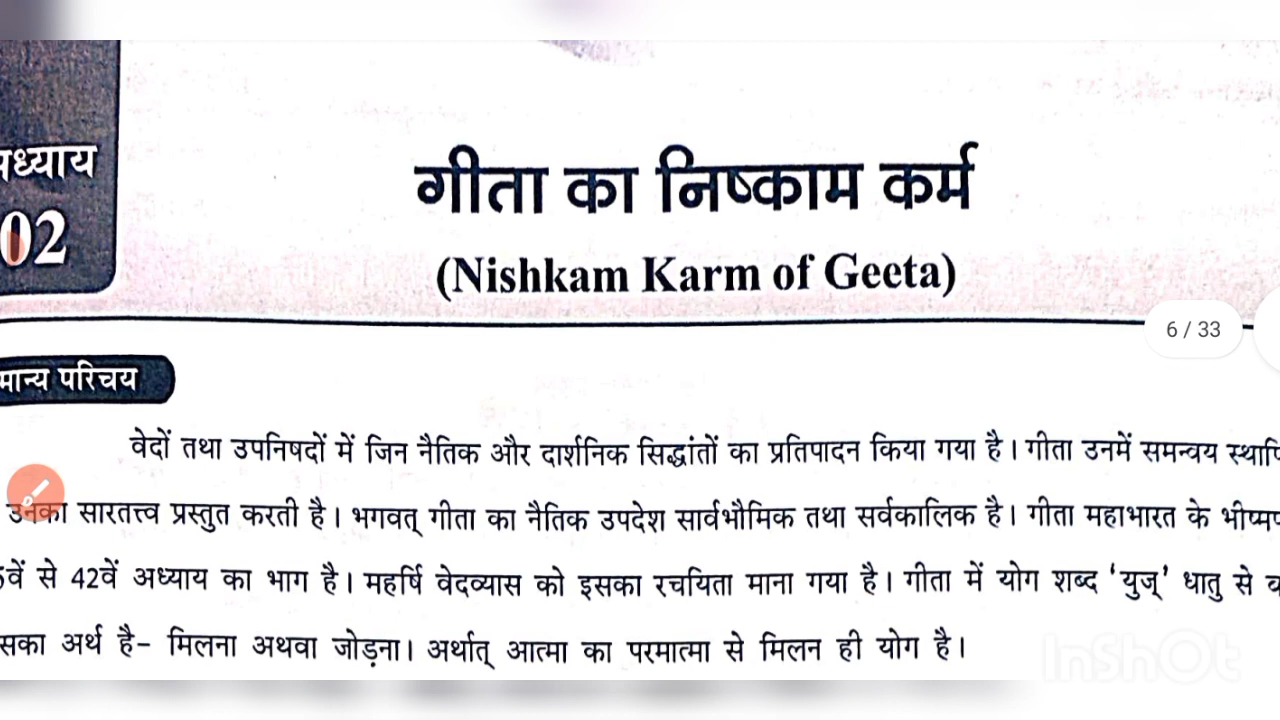 अध्याय
02
गीता का निष्काम कर्म
(Nishkam Karm of Geeta)
6 / 33
मान्य परिचय
वेदों तथा उपनिषदों में जिन नैतिक और दार्शनिक सिद्धांतों का प्रतिपादन किया गया है। गीता उनमें समन्वय
उनका सारतत्त्व प्रस्तुत करती है। भगवत् गीता का नैतिक उपदेश सार्वभौमिक तथा सर्वकालिक है। गीता महाभारत के
वें से 42वें अध्याय का भाग है। महर्षि वेदव्यास को इसका रचयिता माना गया है। गीता में योग शब्द 'युज्' धातु से
सका अर्थ है- मिलना अथवा जोड़ना। अर्थात् आत्मा का परमात्मा से मिलन ही योग है।
InShOt